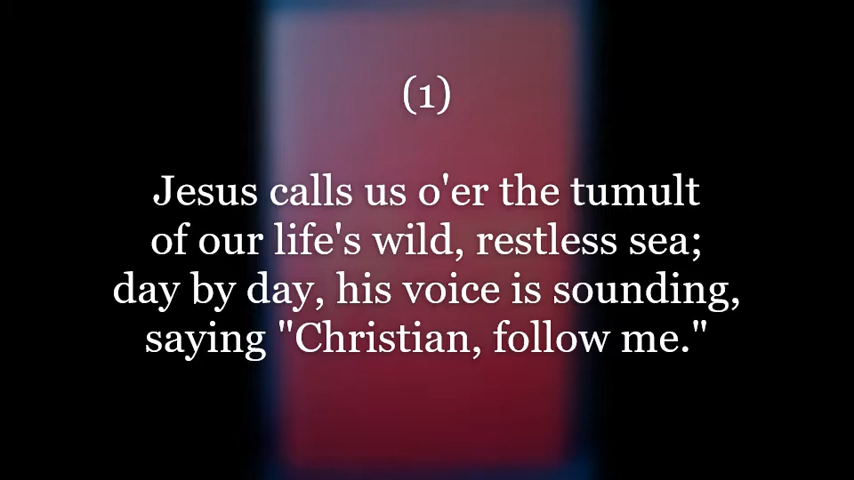 (1)
Jesus calls us o'er the tumult
of our life's wild, restless sea;
day by day, his voice is sounding,
saying "Christian, follow me."